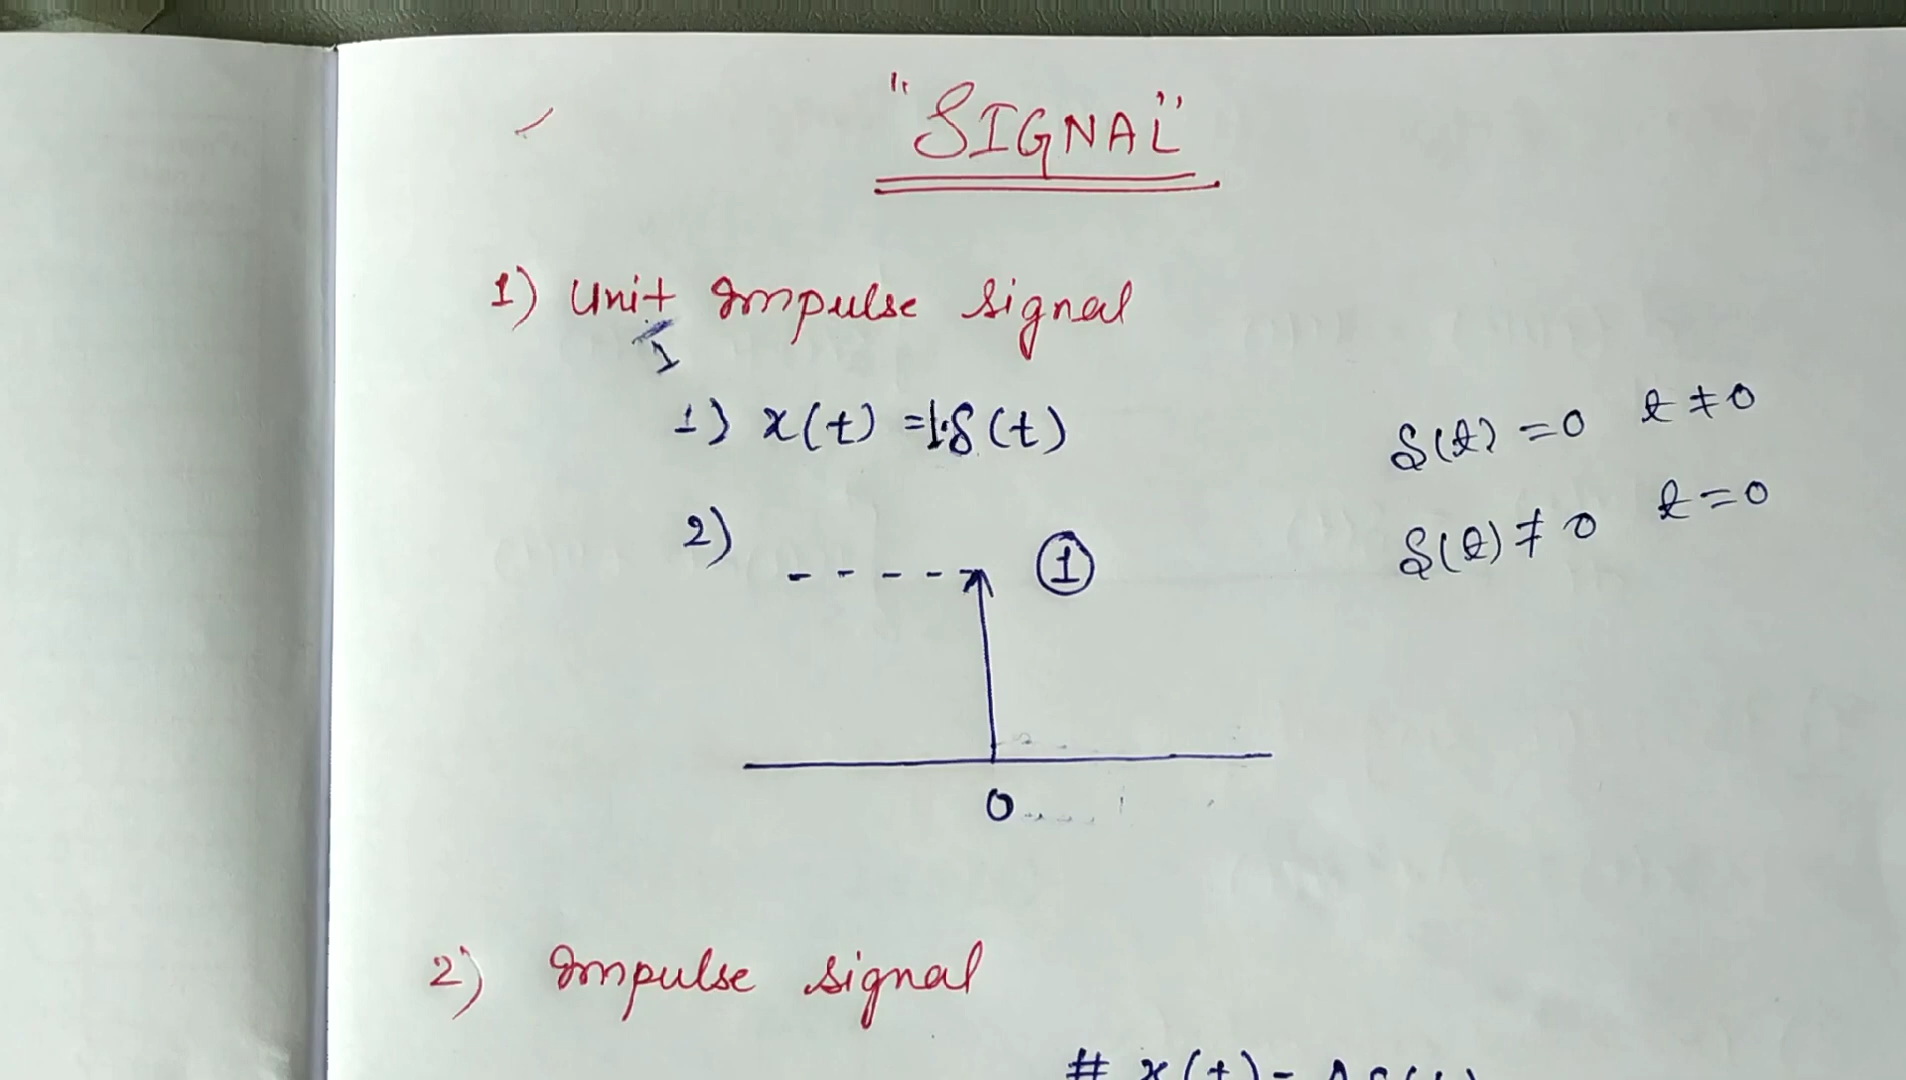 "SIGNAL"
1) Unit Impulse signal
1
1) x(t) = 1·δ(t)
δ(t) = 0 t ≠ 0
2)
1
δ(t) ≠ 0 t = 0
0
2) Impulse signal
# x(t) =